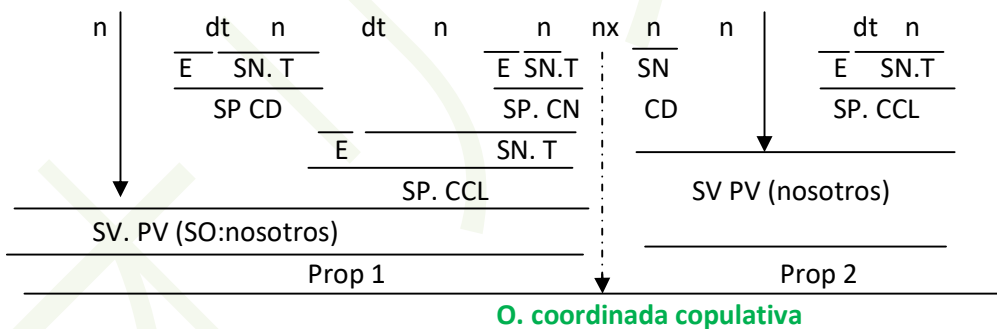 n dt n dt n n nx n n dt n
E SN. T E SN.T SN E SN.T
SP CD SP. CN CD SP. CCL
E SN. T
SP. CCL SV PV (nosotros)
SV. PV (SO:nosotros)
Prop 1 Prop 2
O. coordinada copulativa